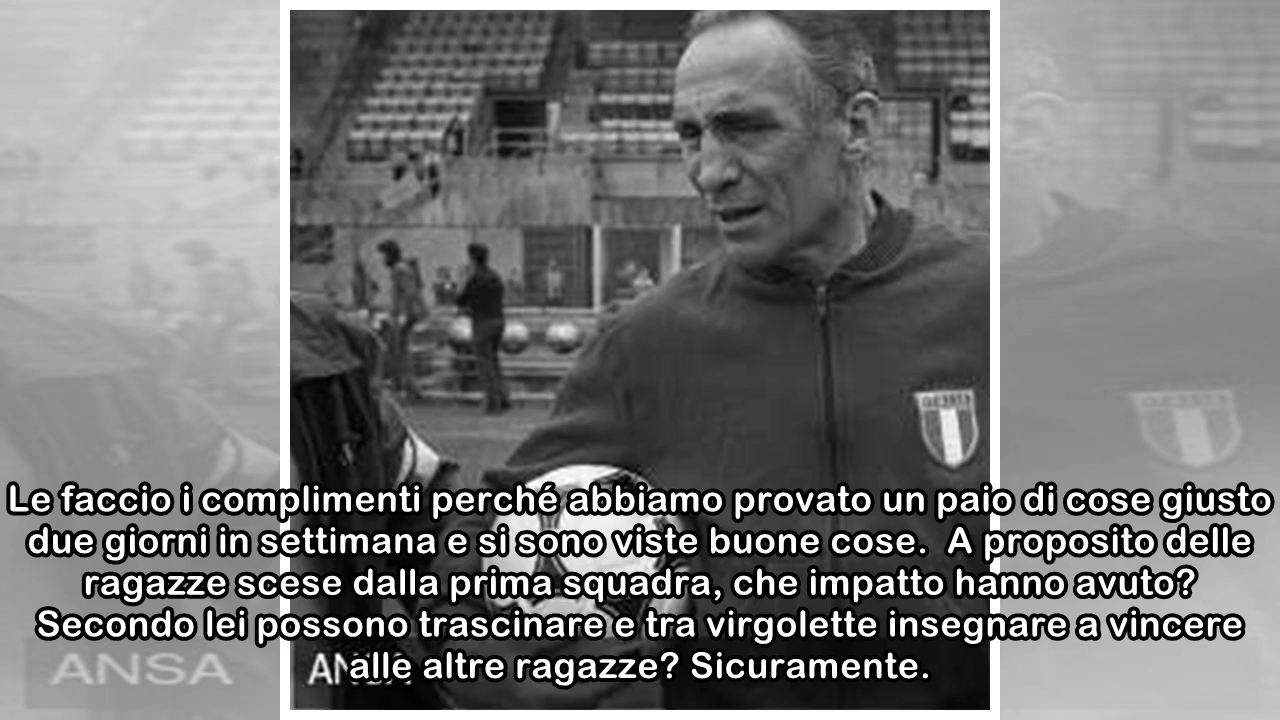 Le faccio i complimenti perché abbiamo provato un paio di cose giusto
due giorni in settimana e si sono viste buone cose.  A proposito delle
ragazze scese dalla prima squadra, che impatto hanno avuto?
Secondo lei possono trascinare e tra virgolette insegnare a vincere
alle altre ragazze? Sicuramente.
ANSA
ANSA